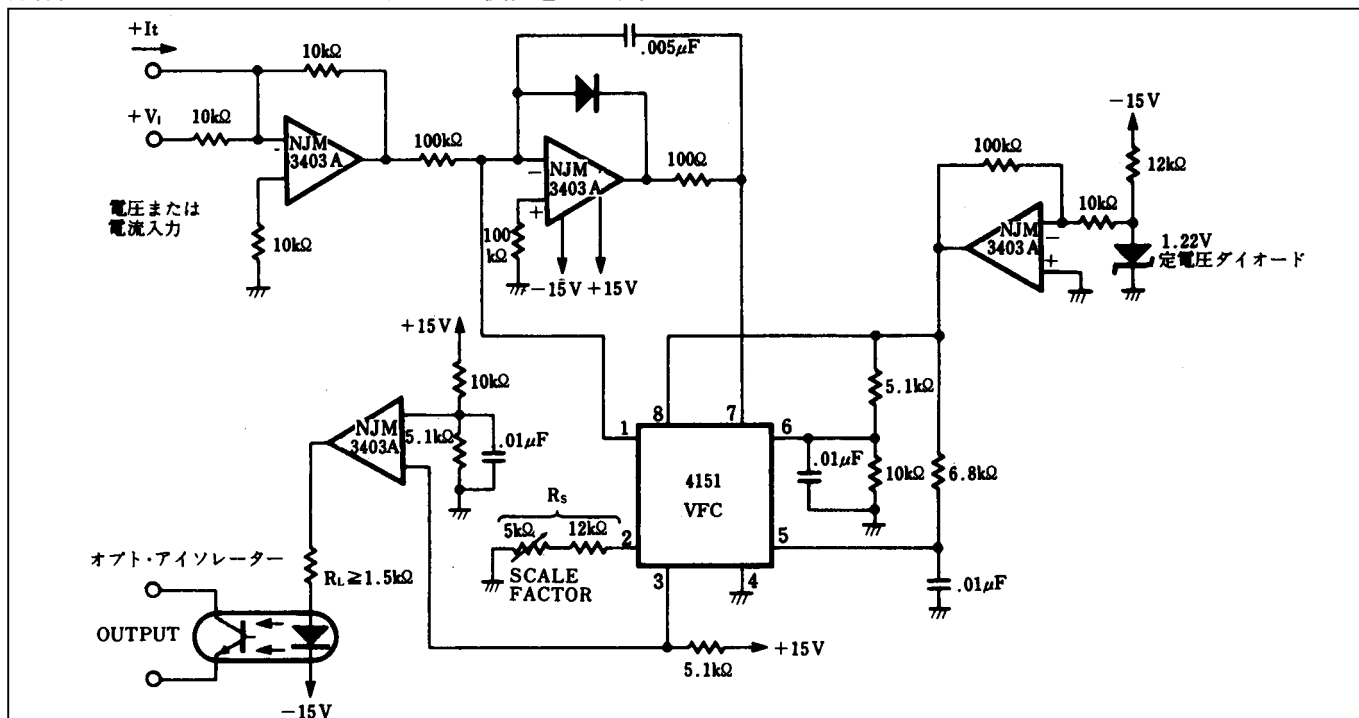 +It
10kΩ
+V₁
10kΩ
-
NJM
3403A
10kΩ
電圧または
電流入力
100kΩ
.005μF
−
NJM
3403A
+
100
kΩ
100Ω
−15V
+15V
−15V
12kΩ
100kΩ
10kΩ
NJM
3403A
−
+
1.22V
定電圧ダイオード
+15V
10kΩ
NJM
3403A
5.1kΩ
.01μF
8
7
1
6
4151
VFC
2
5
3
4
5.1kΩ
.01μF
10kΩ
6.8kΩ
.01μF
RS
5kΩ
12kΩ
SCALE
FACTOR
オプト・アイソレーター
RL≧1.5kΩ
OUTPUT
−15V
5.1kΩ
+15V